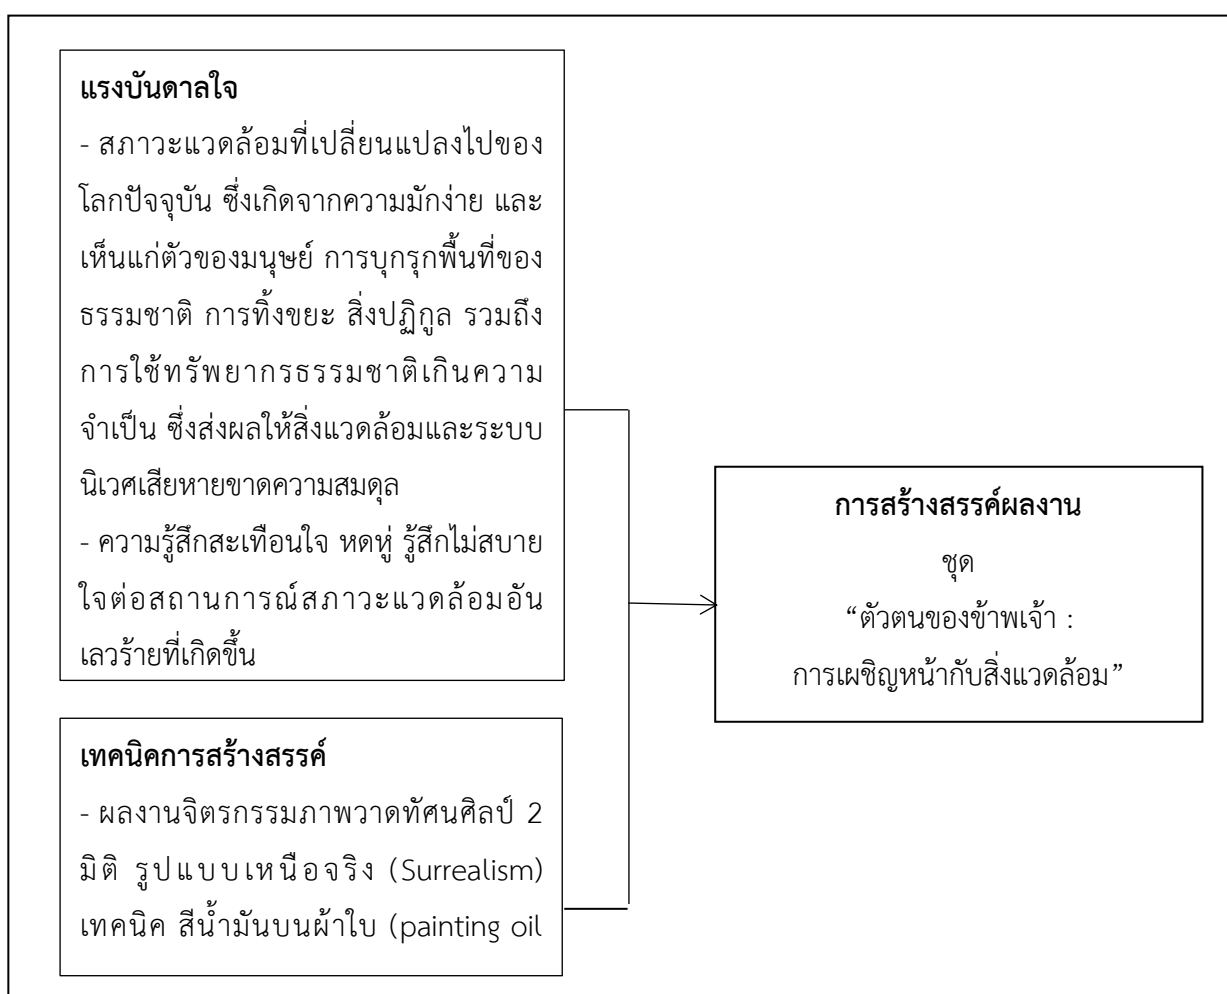 แรงบันดาลใจ
- สภาวะแวดล้อมที่เปลี่ยนแปลงไปของ
โลกปัจจุบัน ซึ่งเกิดจากความมักง่าย และ
เห็นแก่ตัวของมนุษย์ การบุกรุกพื้นที่ของ
ธรรมชาติ การทิ้งขยะ สิ่งปฏิกูล รวมถึง
การใช้ทรัพยากรธรรมชาติเกินความ
จำเป็น ซึ่งส่งผลให้สิ่งแวดล้อมและระบบ
นิเวศเสียหายขาดความสมดุล
- ความรู้สึกสะเทือนใจ หดหู่ รู้สึกไม่สบาย
ใจต่อสถานการณ์สภาวะแวดล้อมอัน
เลวร้ายที่เกิดขึ้น
เทคนิคการสร้างสรรค์
- ผลงานจิตรกรรมภาพวาดทัศนศิลป์ 2
มิติ รูปแบบเหนือจริง (Surrealism)
เทคนิค สีน้ำมันบนผ้าใบ (painting oil
การสร้างสรรค์ผลงาน
ชุด
“ตัวตนของข้าพเจ้า :
การเผชิญหน้ากับสิ่งแวดล้อม”